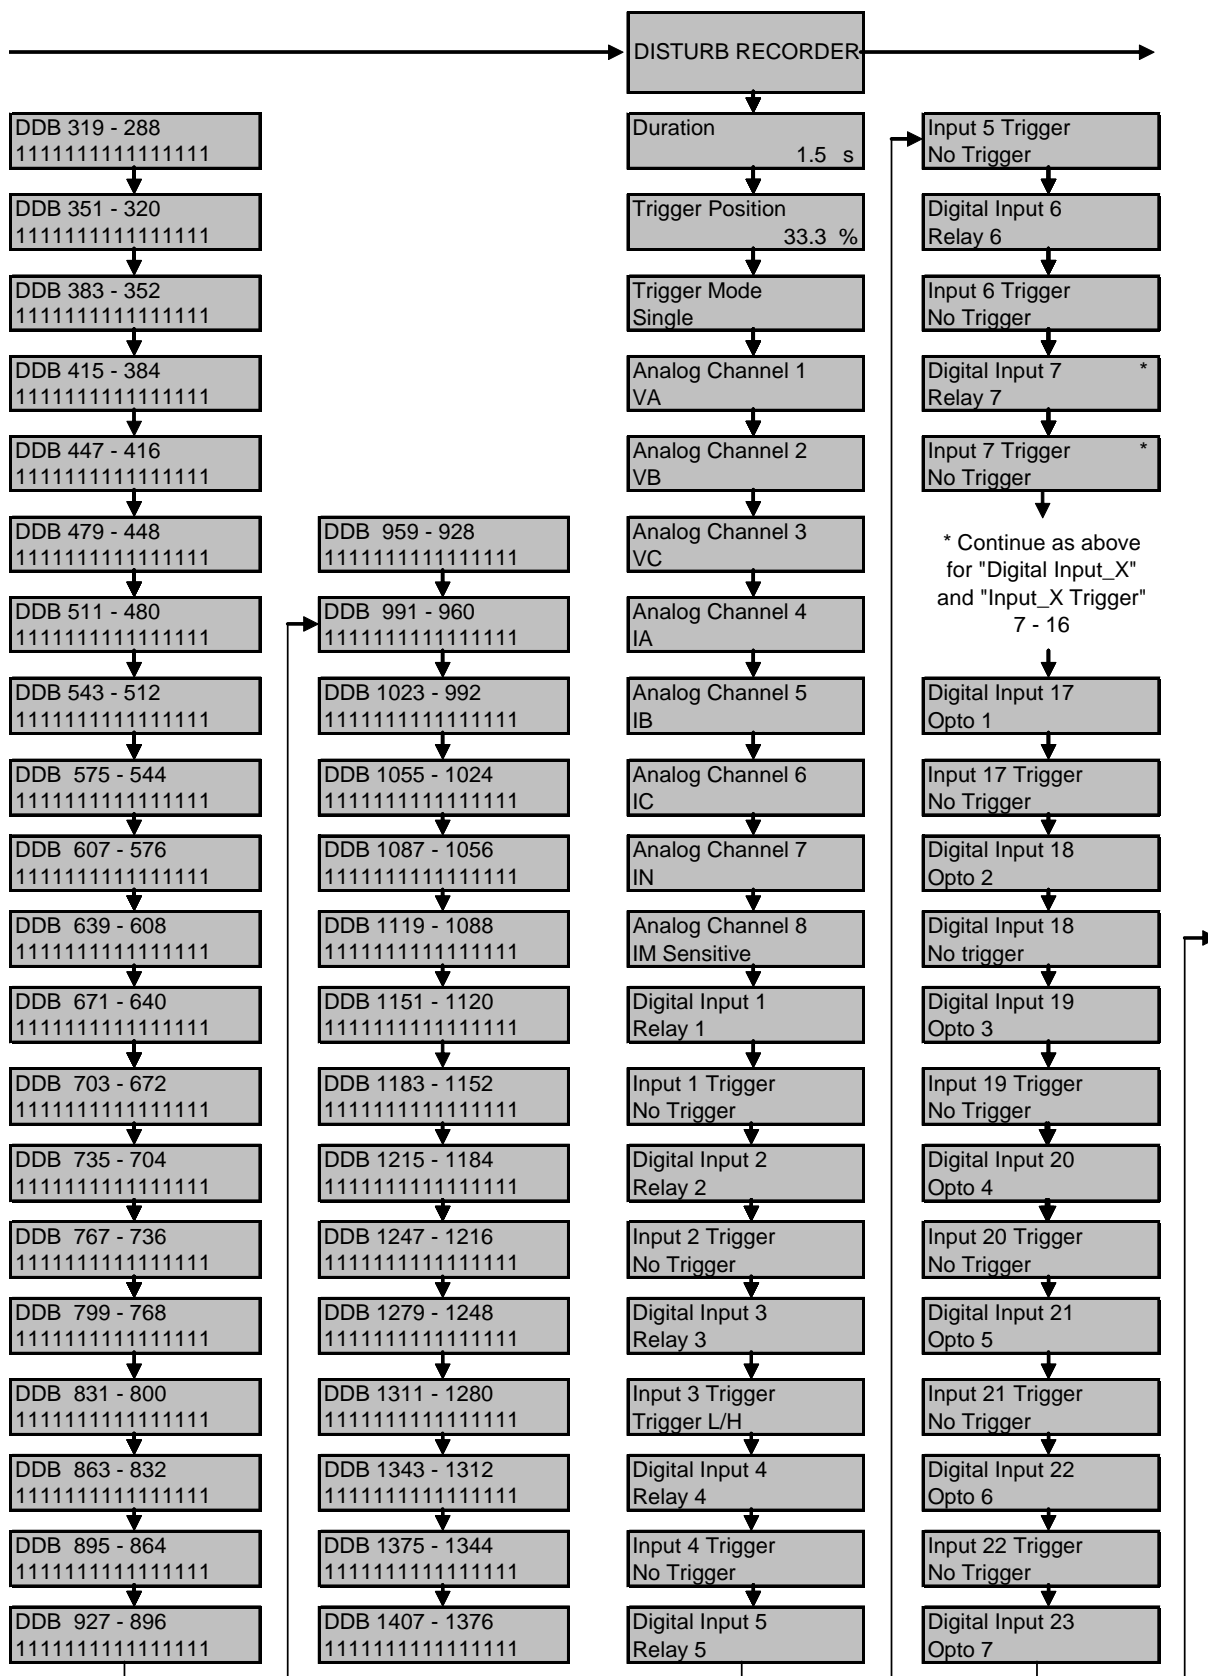 DISTURB RECORDER
DDB 319 - 288
1111111111111111
DDB 351 - 320
1111111111111111
DDB 383 - 352
1111111111111111
DDB 415 - 384
1111111111111111
DDB 447 - 416
1111111111111111
DDB 479 - 448
1111111111111111
DDB 511 - 480
1111111111111111
DDB 543 - 512
1111111111111111
DDB 575 - 544
1111111111111111
DDB 607 - 576
1111111111111111
DDB 639 - 608
1111111111111111
DDB 671 - 640
1111111111111111
DDB 703 - 672
1111111111111111
DDB 735 - 704
1111111111111111
DDB 767 - 736
1111111111111111
DDB 799 - 768
1111111111111111
DDB 831 - 800
1111111111111111
DDB 863 - 832
1111111111111111
DDB 895 - 864
1111111111111111
DDB 927 - 896
1111111111111111
DDB 959 - 928
1111111111111111
DDB 991 - 960
1111111111111111
DDB 1023 - 992
1111111111111111
DDB 1055 - 1024
1111111111111111
DDB 1087 - 1056
1111111111111111
DDB 1119 - 1088
1111111111111111
DDB 1151 - 1120
1111111111111111
DDB 1183 - 1152
1111111111111111
DDB 1215 - 1184
1111111111111111
DDB 1247 - 1216
1111111111111111
DDB 1279 - 1248
1111111111111111
DDB 1311 - 1280
1111111111111111
DDB 1343 - 1312
1111111111111111
DDB 1375 - 1344
1111111111111111
DDB 1407 - 1376
1111111111111111
Duration
1.5 s
Trigger Position
33.3 %
Trigger Mode
Single
Analog Channel 1
VA
Analog Channel 2
VB
Analog Channel 3
VC
Analog Channel 4
IA
Analog Channel 5
IB
Analog Channel 6
IC
Analog Channel 7
IN
Analog Channel 8
IM Sensitive
Digital Input 1
Relay 1
Input 1 Trigger
No Trigger
Digital Input 2
Relay 2
Input 2 Trigger
No Trigger
Digital Input 3
Relay 3
Input 3 Trigger
Trigger L/H
Digital Input 4
Relay 4
Input 4 Trigger
No Trigger
Digital Input 5
Relay 5
Input 5 Trigger
No Trigger
Digital Input 6
Relay 6
Input 6 Trigger
No Trigger
Digital Input 7 *
Relay 7
Input 7 Trigger *
No Trigger
* Continue as above
for "Digital Input_X"
and "Input_X Trigger"
7 - 16
Digital Input 17
Opto 1
Input 17 Trigger
No Trigger
Digital Input 18
Opto 2
Digital Input 18
No trigger
Digital Input 19
Opto 3
Input 19 Trigger
No Trigger
Digital Input 20
Opto 4
Input 20 Trigger
No Trigger
Digital Input 21
Opto 5
Input 21 Trigger
No Trigger
Digital Input 22
Opto 6
Input 22 Trigger
No Trigger
Digital Input 23
Opto 7